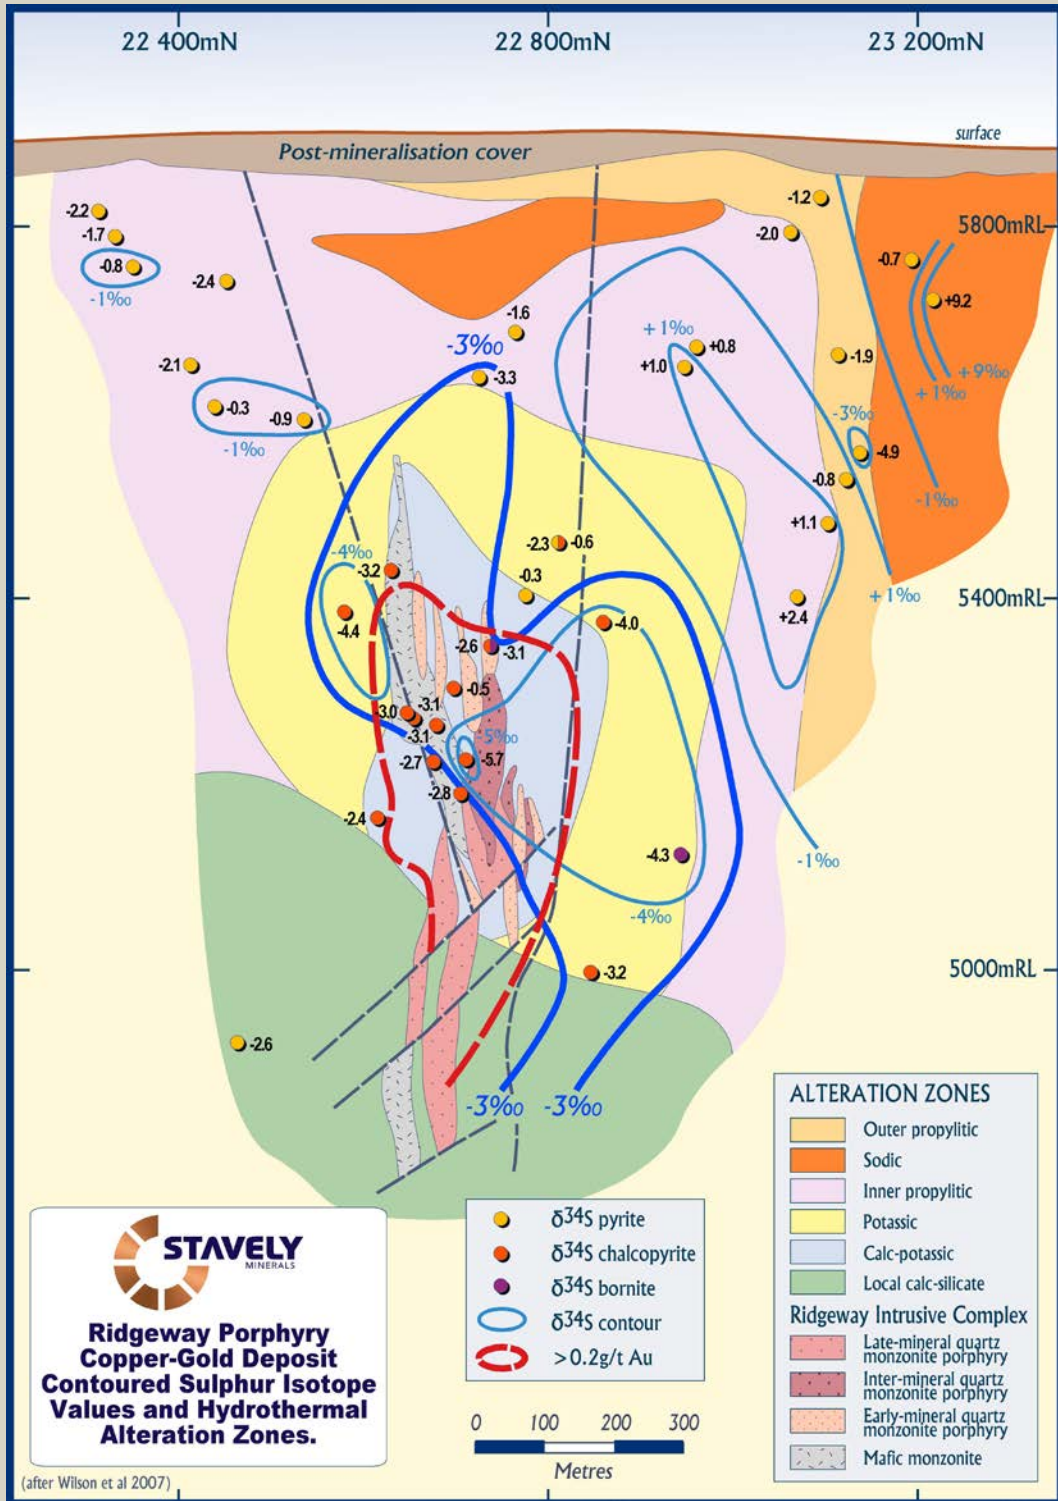 22 400mN
22 800mN
23 200mN
surface
Post-mineralisation cover
-2.2
-1.7
-0.8
-1‰
-2.4
-1.2
-2.0
5800mRL
-0.7
+9.2
-1.6
-3‰
-3.3
+1‰
+0.8
+1.0
-1.9
+9‰
+1‰
-2.1
-0.3
-0.9
-1‰
-3‰
-4.9
-0.8
-1‰
+1.1
-2.3
-0.6
-4‰
-3.2
-0.3
5400mRL
+1‰
+2.4
-4.4
-4.0
-2.6
-3.1
-0.5
-3.0
-3.1
-3.1
-5‰
-5.7
-2.7
-2.8
-2.4
-4.3
-1‰
-4‰
5000mRL
-3.2
-2.6
-3‰
-3‰
ALTERATION ZONES
Outer propylitic
Sodic
Inner propylitic
Potassic
Calc-potassic
Local calc-silicate
Ridgeway Intrusive Complex
Late-mineral quartz
monzonite porphyry
Inter-mineral quartz
monzonite porphyry
Early-mineral quartz
monzonite porphyry
Mafic monzonite
δ34S pyrite
δ34S chalcopyrite
δ34S bornite
δ34S contour
>0.2g/t Au
0 100 200 300
Metres
STAVELY
MINERALS
Ridgeway Porphyry
Copper-Gold Deposit
Contoured Sulphur Isotope
Values and Hydrothermal
Alteration Zones.
(after Wilson et al 2007)